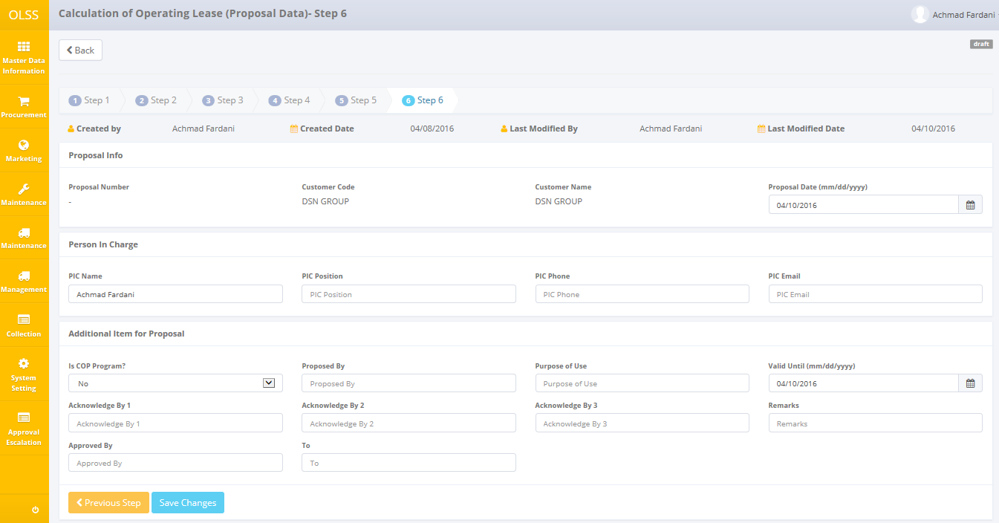 OLSS
Calculation of Operating Lease (Proposal Data)- Step 6
Achmad Fardani
Master Data
Information
Procurement
Marketing
Maintenance
Maintenance
Management
Collection
System
Setting
Approval
Escalation
Back
draft
1 Step 1
2 Step 2
3 Step 3
4 Step 4
5 Step 5
6 Step 6
Created by Achmad Fardani Created Date 04/08/2016 Last Modified By Achmad Fardani Last Modified Date 04/10/2016
Proposal Info
Proposal Number Customer Code Customer Name Proposal Date (mm/dd/yyyy)
- DSN GROUP DSN GROUP 04/10/2016
Person In Charge
PIC Name PIC Position PIC Phone PIC Email
Achmad Fardani PIC Position PIC Phone PIC Email
Additional Item for Proposal
Is COP Program? Proposed By Purpose of Use Valid Until (mm/dd/yyyy)
No Proposed By Purpose of Use 04/10/2016
Acknowledge By 1 Acknowledge By 2 Acknowledge By 3 Remarks
Acknowledge By 1 Acknowledge By 2 Acknowledge By 3 Remarks
Approved By To
Approved By To
Previous Step Save Changes